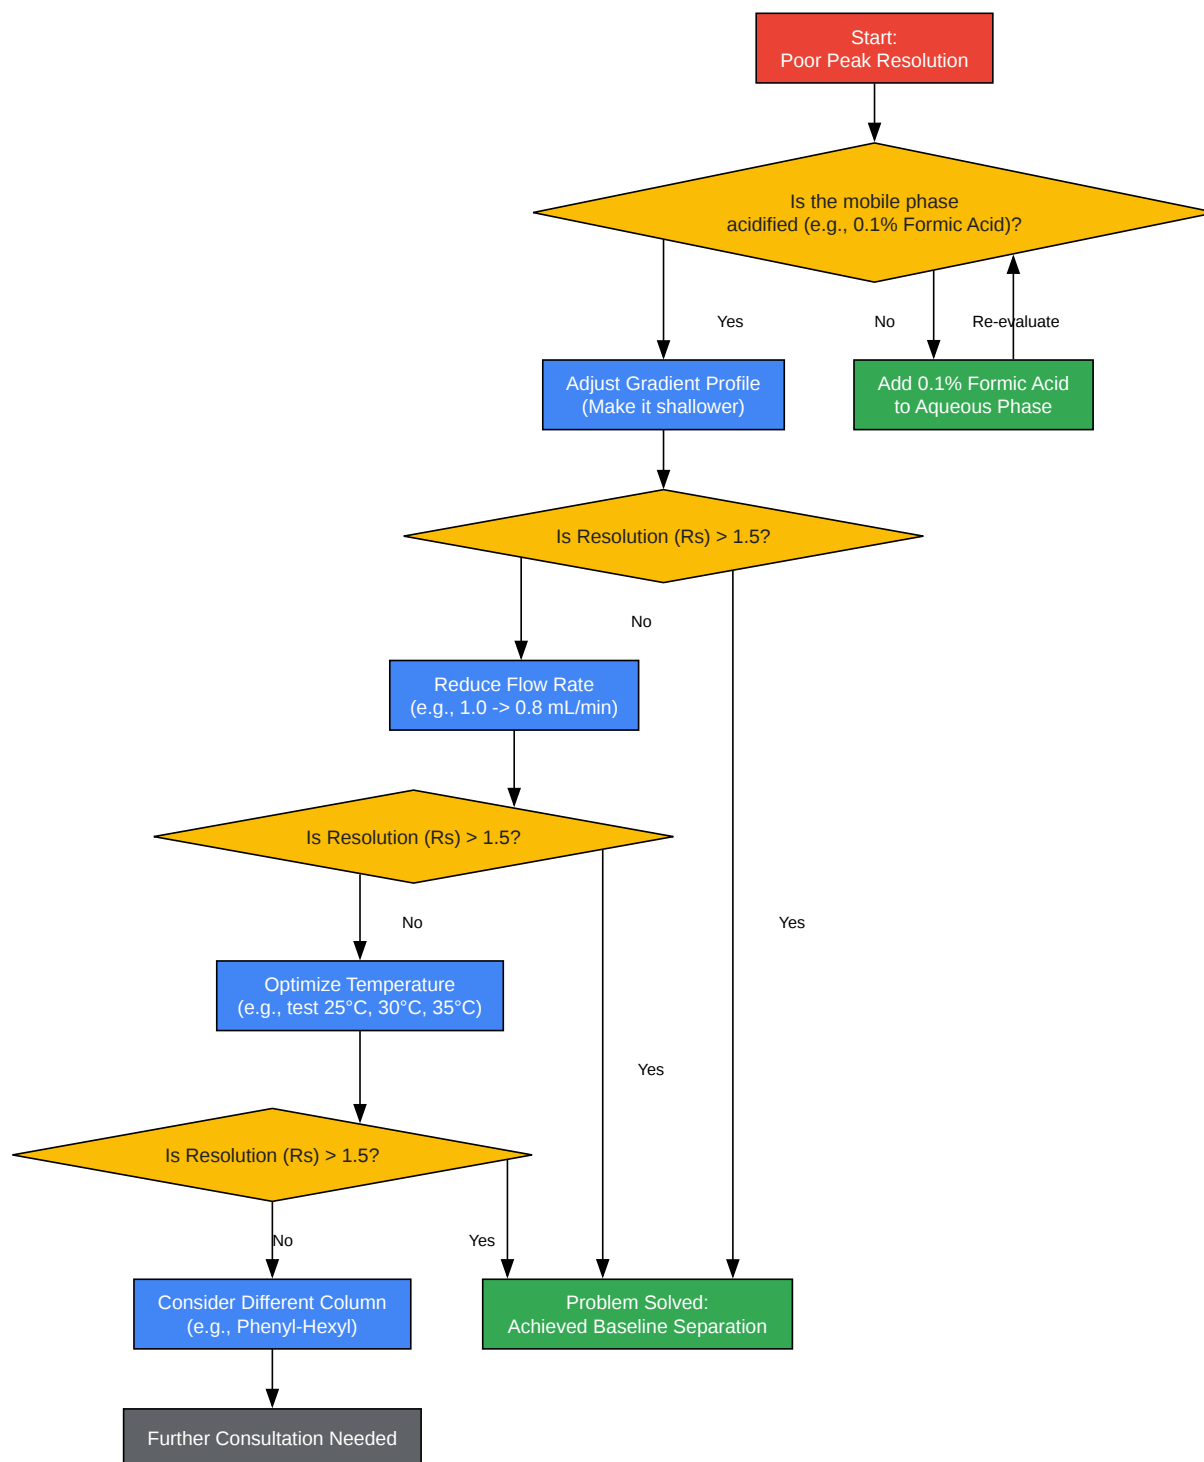 Start:
Poor Peak Resolution
Is the mobile phase
acidified (e.g., 0.1% Formic Acid)?
Yes
No
Re-evaluate
Adjust Gradient Profile
(Make it shallower)
Add 0.1% Formic Acid
to Aqueous Phase
Is Resolution (Rs) > 1.5?
No
Reduce Flow Rate
(e.g., 1.0 -> 0.8 mL/min)
Is Resolution (Rs) > 1.5?
No
Yes
Optimize Temperature
(e.g., test 25°C, 30°C, 35°C)
Yes
Is Resolution (Rs) > 1.5?
No
Yes
Consider Different Column
(e.g., Phenyl-Hexyl)
Problem Solved:
Achieved Baseline Separation
Further Consultation Needed